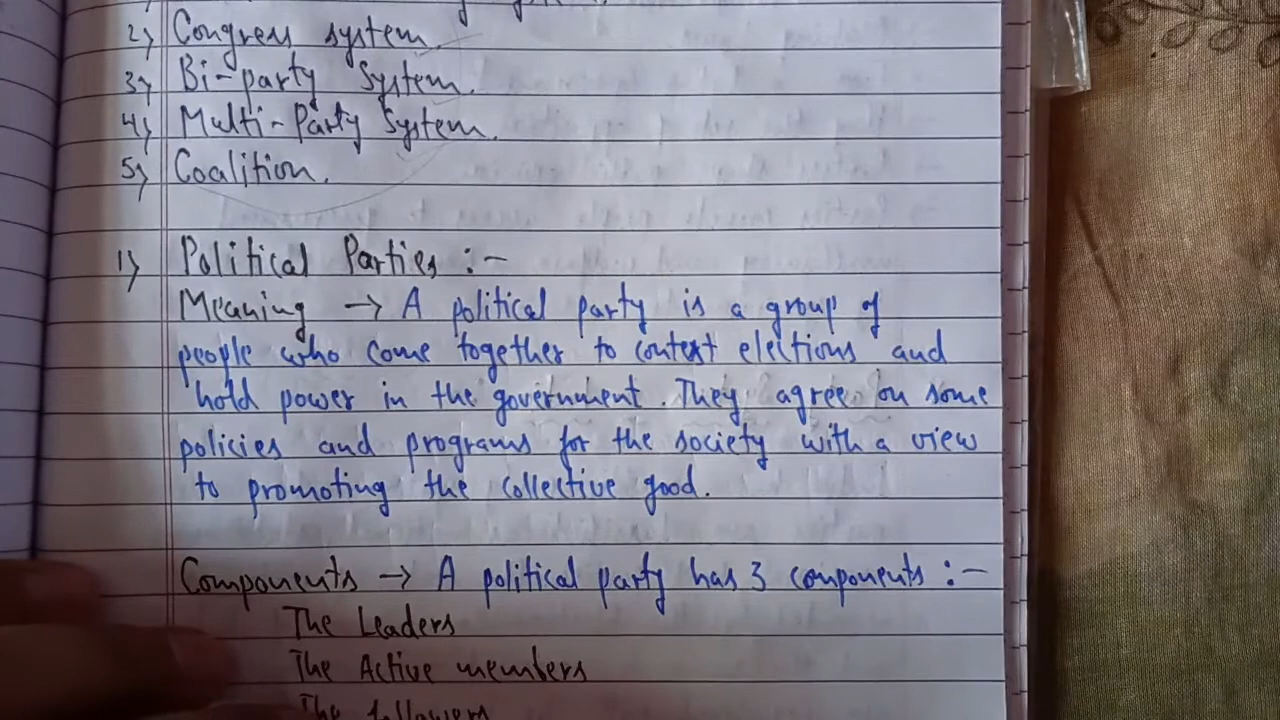 2) Congress system
3) Bi-party System.
4) Multi-Party System.
5) Coalition.
1) Political Parties :-
Meaning → A political party is a group of
people who come together to contest elections and
hold power in the government. They agree on some
policies and programs for the society with a view
to promoting the collective good.
Components → A political party has 3 components :-
The Leaders
The Active members
The followers